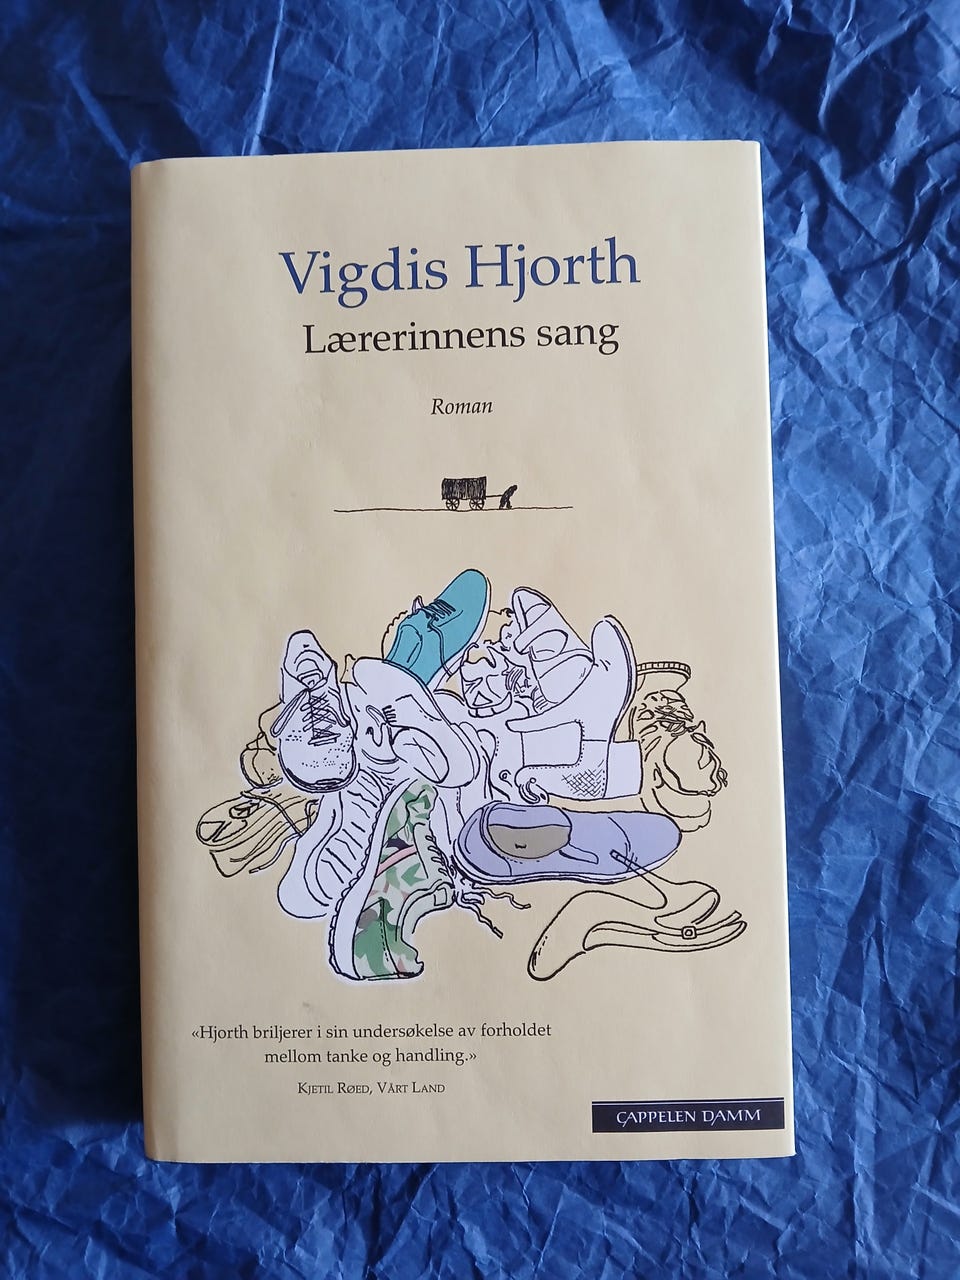 Vigdis Hjorth
Lærerinnens sang
Roman
«Hjorth briljerer i sin undersøkelse av forholdet
mellom tanke og handling.»
Kjetil Røed, Vårt Land
CAPPELEN DAMM